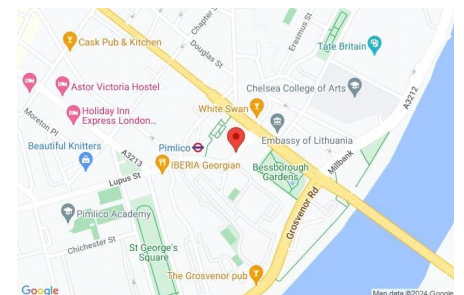 Cask Pub & Kitchen
Chapter St
Douglas St
Erasmus St
Tate Britain
Astor Victoria Hostel
Chelsea College of Arts
A3212
Holiday Inn
Express London...
White Swan
Moreton Pl
Embassy of Lithuania
Pimlico
Beautiful Knitters
A3213
IBERIA Georgian
Bessborough
Gardens
Millbank
Lupus St
Grosvenor Rd
Pimlico Academy
Chichester St
St George's
Square
The Grosvenor pub
Google
Map data ©2024 Google